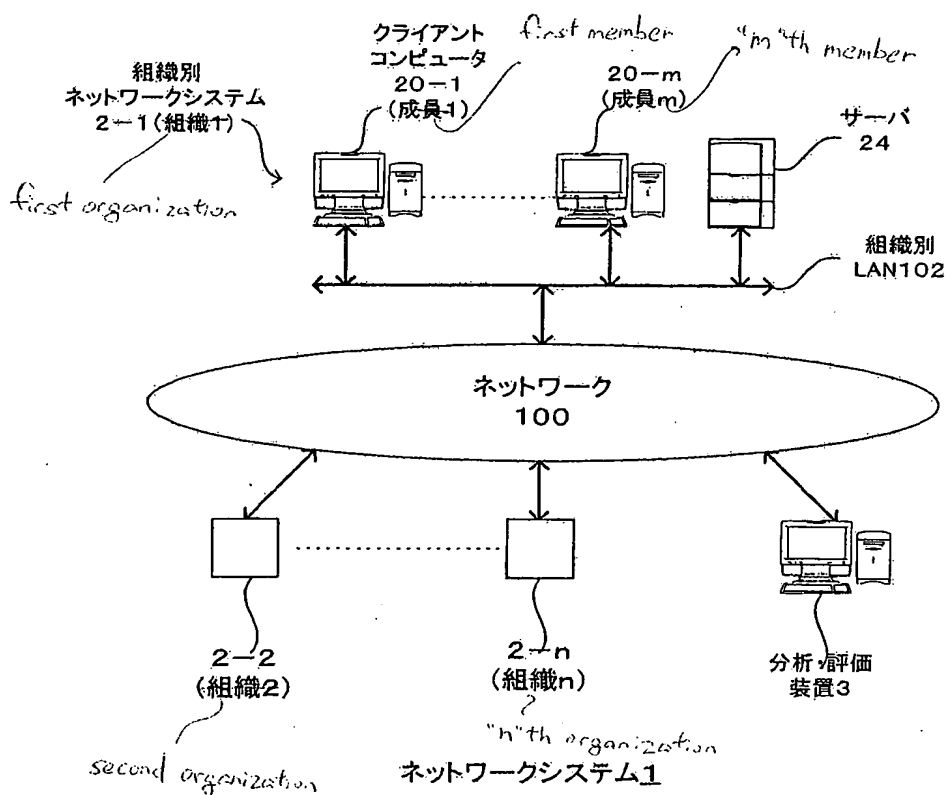 クライアント
コンピュータ
20-1
(成員1)
first member
20-m
(成員m)
"m"th member
サーバ
24
組織別
ネットワークシステム
2-1(組織1)
first organization
組織別
LAN102
ネットワーク
100
2-2
(組織2)
second organization
2-n
(組織n)
"n"th organization
分析・評価
装置3
ネットワークシステム1